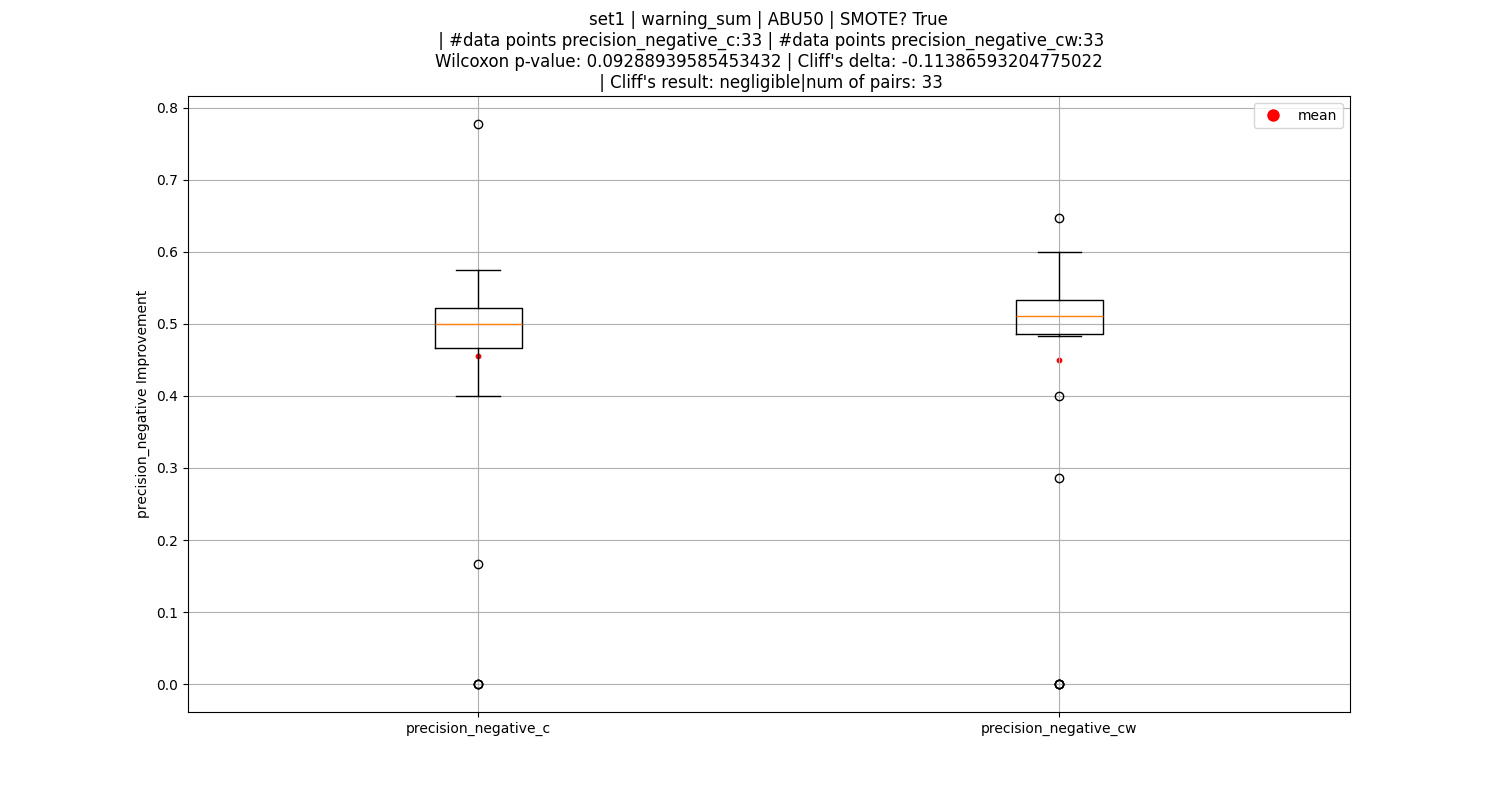 set1 | warning_sum | ABU50 | SMOTE? True
| #data points precision_negative_c:33 | #data points precision_negative_cw:33
Wilcoxon p-value: 0.09288939585453432 | Cliff's delta: -0.11386593204775022
| Cliff's result: negligible|num of pairs: 33
mean
precision_negative Improvement
0.8
0.7
0.6
0.5
0.4
0.3
0.2
0.1
0.0
precision_negative_c
precision_negative_cw